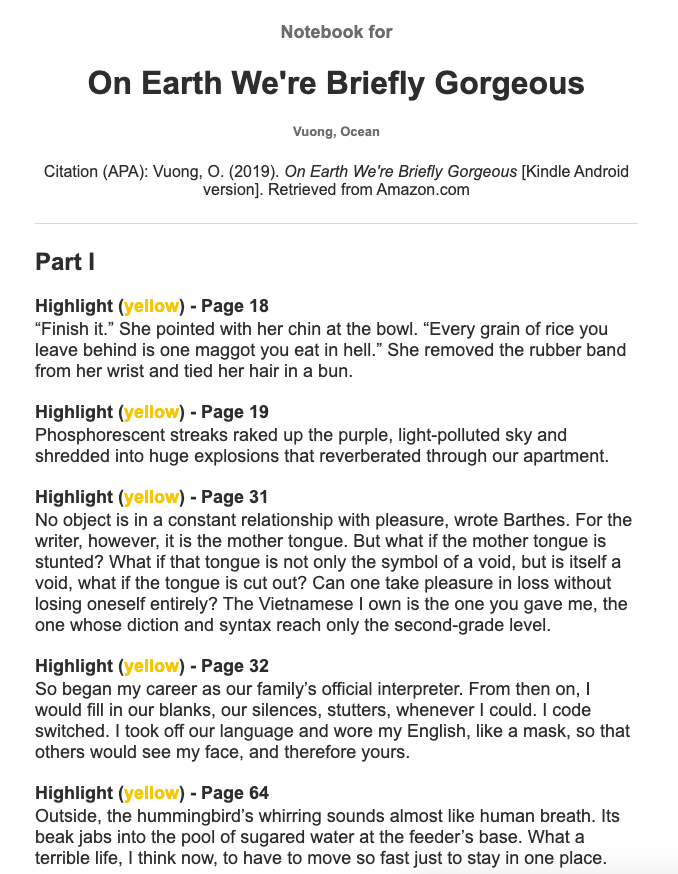 Notebook for
On Earth We're Briefly Gorgeous
Vuong, Ocean
Citation (APA): Vuong, O. (2019). On Earth We're Briefly Gorgeous [Kindle Android
version]. Retrieved from Amazon.com
Part I
Highlight (yellow) - Page 18
“Finish it.” She pointed with her chin at the bowl. “Every grain of rice you
leave behind is one maggot you eat in hell.” She removed the rubber band
from her wrist and tied her hair in a bun.
Highlight (yellow) - Page 19
Phosphorescent streaks raked up the purple, light-polluted sky and
shredded into huge explosions that reverberated through our apartment.
Highlight (yellow) - Page 31
No object is in a constant relationship with pleasure, wrote Barthes. For the
writer, however, it is the mother tongue. But what if the mother tongue is
stunted? What if that tongue is not only the symbol of a void, but is itself a
void, what if the tongue is cut out? Can one take pleasure in loss without
losing oneself entirely? The Vietnamese I own is the one you gave me, the
one whose diction and syntax reach only the second-grade level.
Highlight (yellow) - Page 32
So began my career as our family’s official interpreter. From then on, I
would fill in our blanks, our silences, stutters, whenever I could. I code
switched. I took off our language and wore my English, like a mask, so that
others would see my face, and therefore yours.
Highlight (yellow) - Page 64
Outside, the hummingbird’s whirring sounds almost like human breath. Its
beak jabs into the pool of sugared water at the feeder’s base. What a
terrible life, I think now, to have to move so fast just to stay in one place.